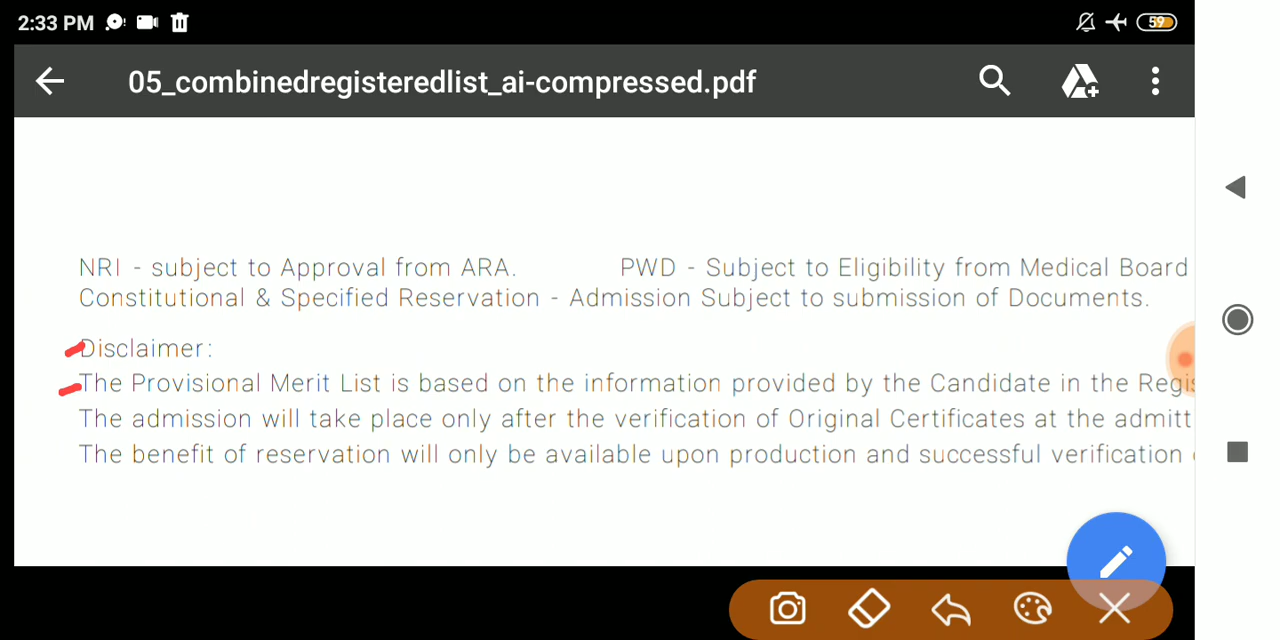 2:33 PM
59
05_combinedregisteredlist_ai-compressed.pdf
NRI - subject to Approval from ARA. PWD - Subject to Eligibility from Medical Board
Constitutional & Specified Reservation - Admission Subject to submission of Documents.
Disclaimer:
The Provisional Merit List is based on the information provided by the Candidate in the Regis
The admission will take place only after the verification of Original Certificates at the admitt
The benefit of reservation will only be available upon production and successful verification